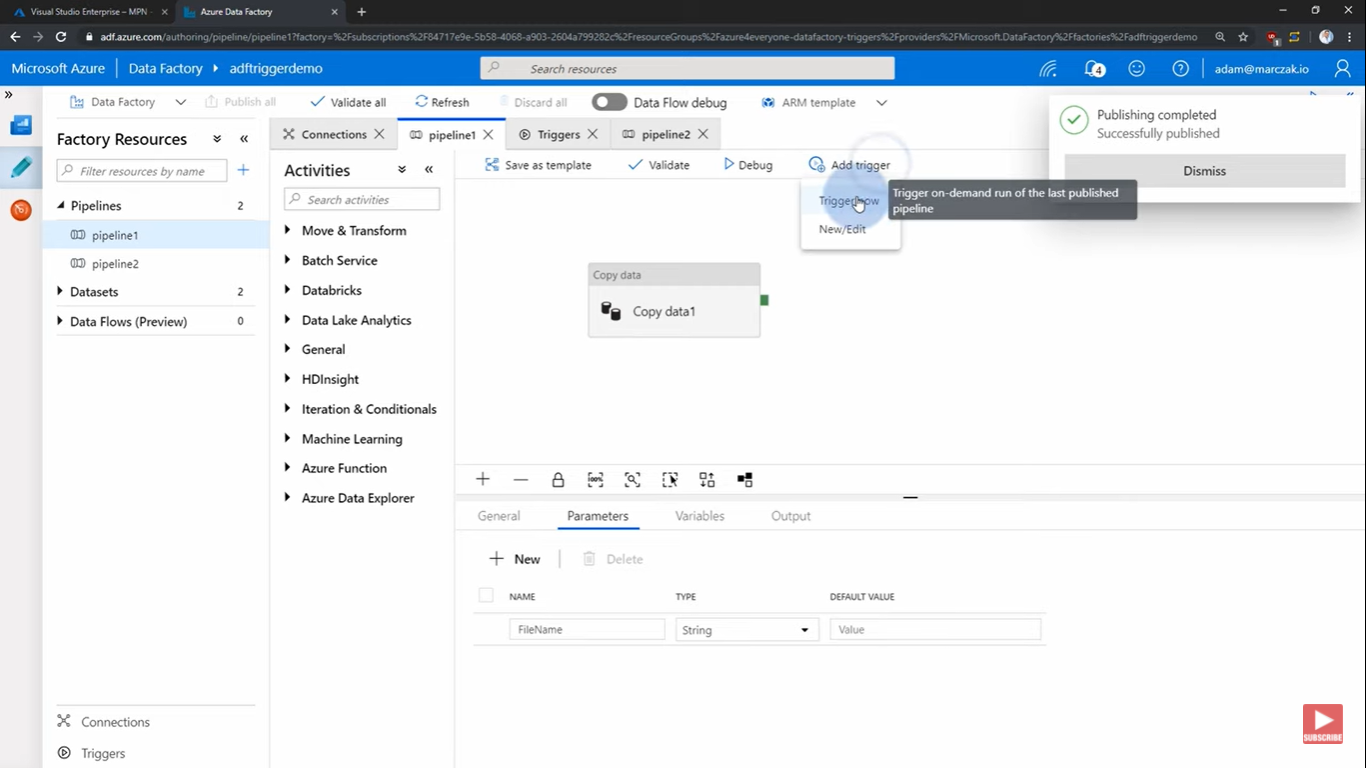 Visual Studio Enterprise – MPN -
Azure Data Factory
adf.azure.com/authoring/pipeline/pipeline1?factory=%2Fsubscriptions%2F84717e9e-5b58-4068-a903-2604a799282c%2FresourceGroups%2Fazure4everyone-datafactory-triggers%2Fproviders%2FMicrosoft.DataFactory%2Ffactories%2Fadftriggerdemo
Microsoft Azure
Data Factory
adftriggerdemo
Search resources
4
adam@marczak.io
Data Factory
Publish all
Validate all
Refresh
Discard all
Data Flow debug
ARM template
Publishing completed
Successfully published
Dismiss
Factory Resources
Filter resources by name
Pipelines 2
pipeline1
pipeline2
Datasets 2
Data Flows (Preview) 0
Connections
Triggers
Connections
pipeline1
Triggers
pipeline2
Activities
Search activities
Move & Transform
Batch Service
Databricks
Data Lake Analytics
General
HDInsight
Iteration & Conditionals
Machine Learning
Azure Function
Azure Data Explorer
Save as template
Validate
Debug
Add trigger
Trigger now
New/Edit
Trigger on-demand run of the last published
pipeline
Copy data
Copy data1
100%
General
Parameters
Variables
Output
New
Delete
NAME TYPE DEFAULT VALUE
FileName String Value
SUBSCRIBE